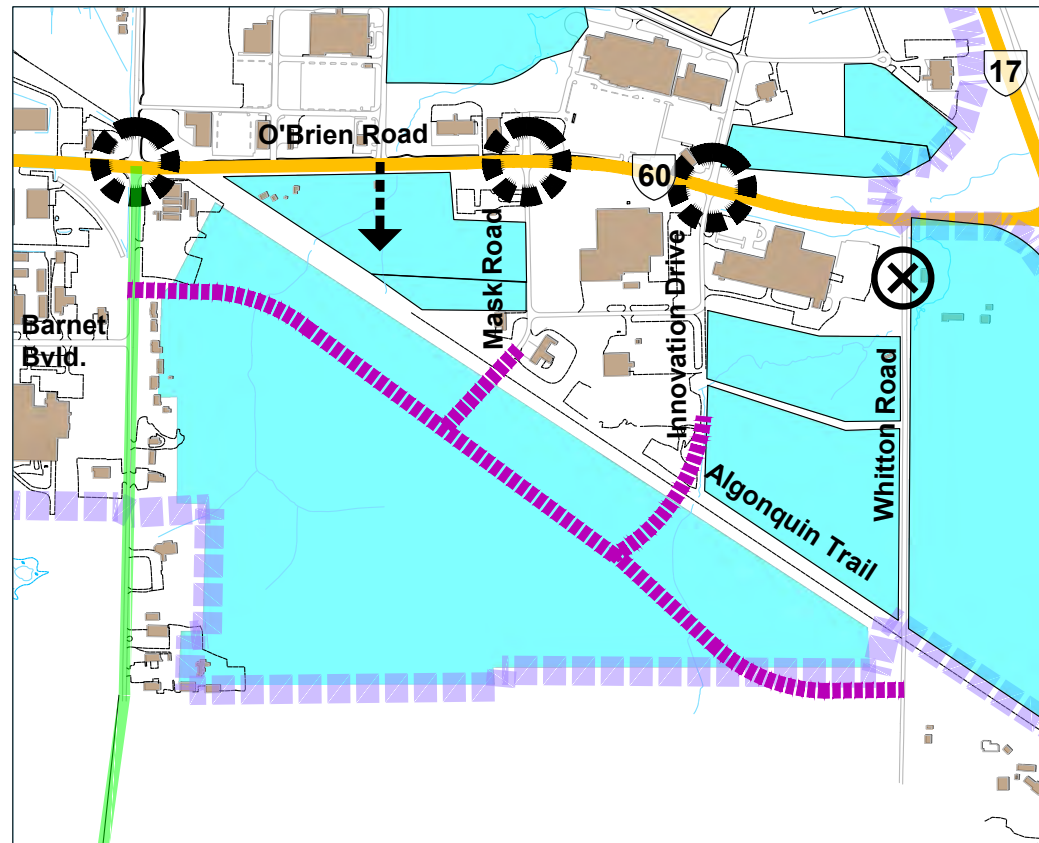 17
O'Brien Road
60
Mask Road
Innovation Drive
Barnet
Bvld.
Whitton Road
Algonquin Trail